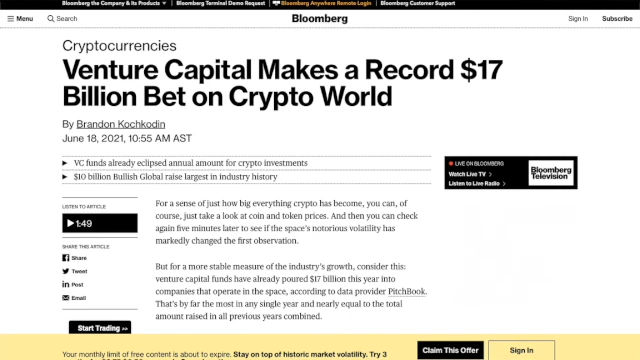 Bloomberg the Company & Its Products Bloomberg Terminal Demo Request Bloomberg Anywhere Remote Login Bloomberg Customer Support
Menu Search Bloomberg Sign In Subscribe
Cryptocurrencies
Venture Capital Makes a Record $17
Billion Bet on Crypto World
By Brandon Kochkodin
June 18, 2021, 10:55 AM AST
VC funds already eclipsed annual amount for crypto investments
$10 billion Bullish Global raise largest in industry history
LIVE ON BLOOMBERG
Watch Live TV
Listen to Live Radio
Bloomberg
Television
LISTEN TO ARTICLE
1:49
SHARE THIS ARTICLE
Share
Tweet
Post
Email
Start Trading >>
For a sense of just how big everything crypto has become, you can, of
course, just take a look at coin and token prices. And then you can check
again five minutes later to see if the space's notorious volatility has
markedly changed the first observation.
But for a more stable measure of the industry's growth, consider this:
venture capital funds have already poured $17 billion this year into
companies that operate in the space, according to data provider PitchBook.
That's by far the most in any single year and nearly equal to the total
amount raised in all previous years combined.
Your monthly limit of free content is about to expire. Stay on top of historic market volatility. Try 3
Claim This Offer
Sign In